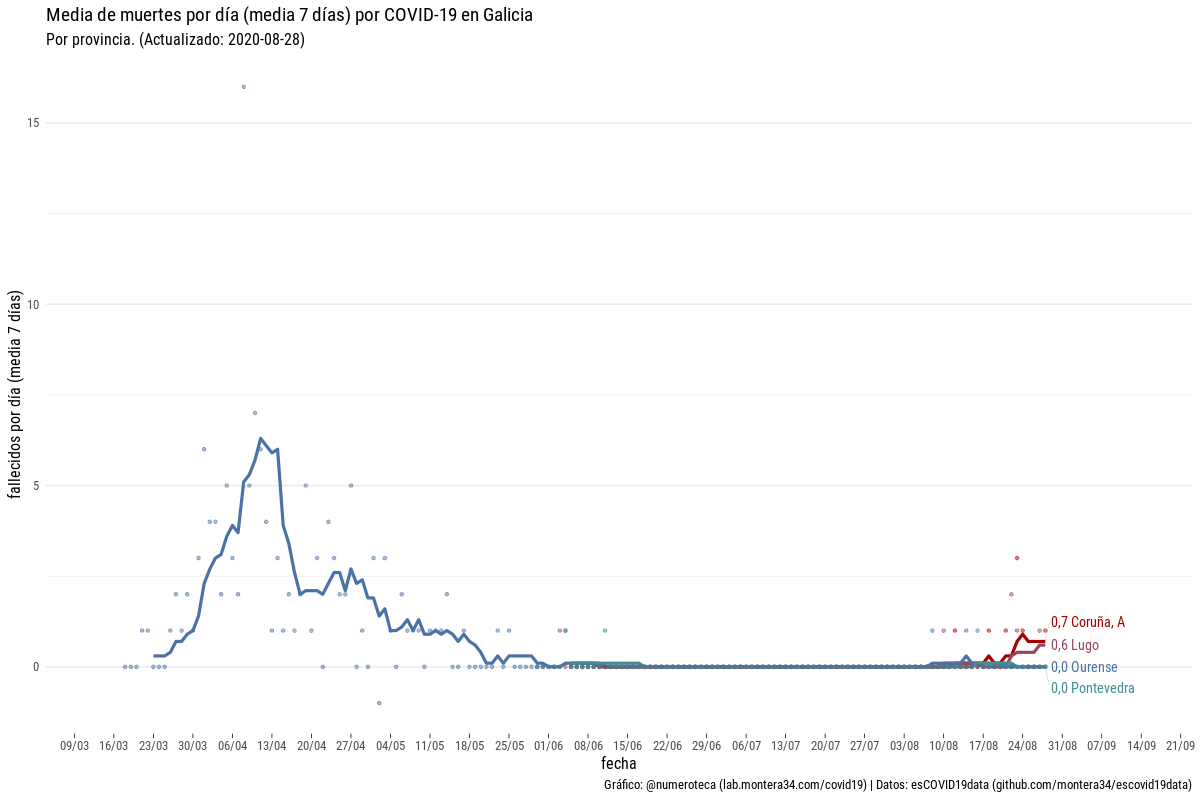 Media de muertes por día (media 7 días) por COVID-19 en Galicia
Por provincia. (Actualizado: 2020-08-28)
fallecidos por día (media 7 días)
15
10
5
0
0,7 Coruña, A
0,6 Lugo
0,0 Ourense
0,0 Pontevedra
09/03 16/03 23/03 30/03 06/04 13/04 20/04 27/04 04/05 11/05 18/05 25/05 01/06 08/06 15/06 22/06 29/06 06/07 13/07 20/07 27/07 03/08 10/08 17/08 24/08 31/08 07/09 14/09 21/09
fecha
Gráfico: @numeroteca (lab.montera34.com/covid19) | Datos: esCOVID19data (github.com/montera34/escovid19data)